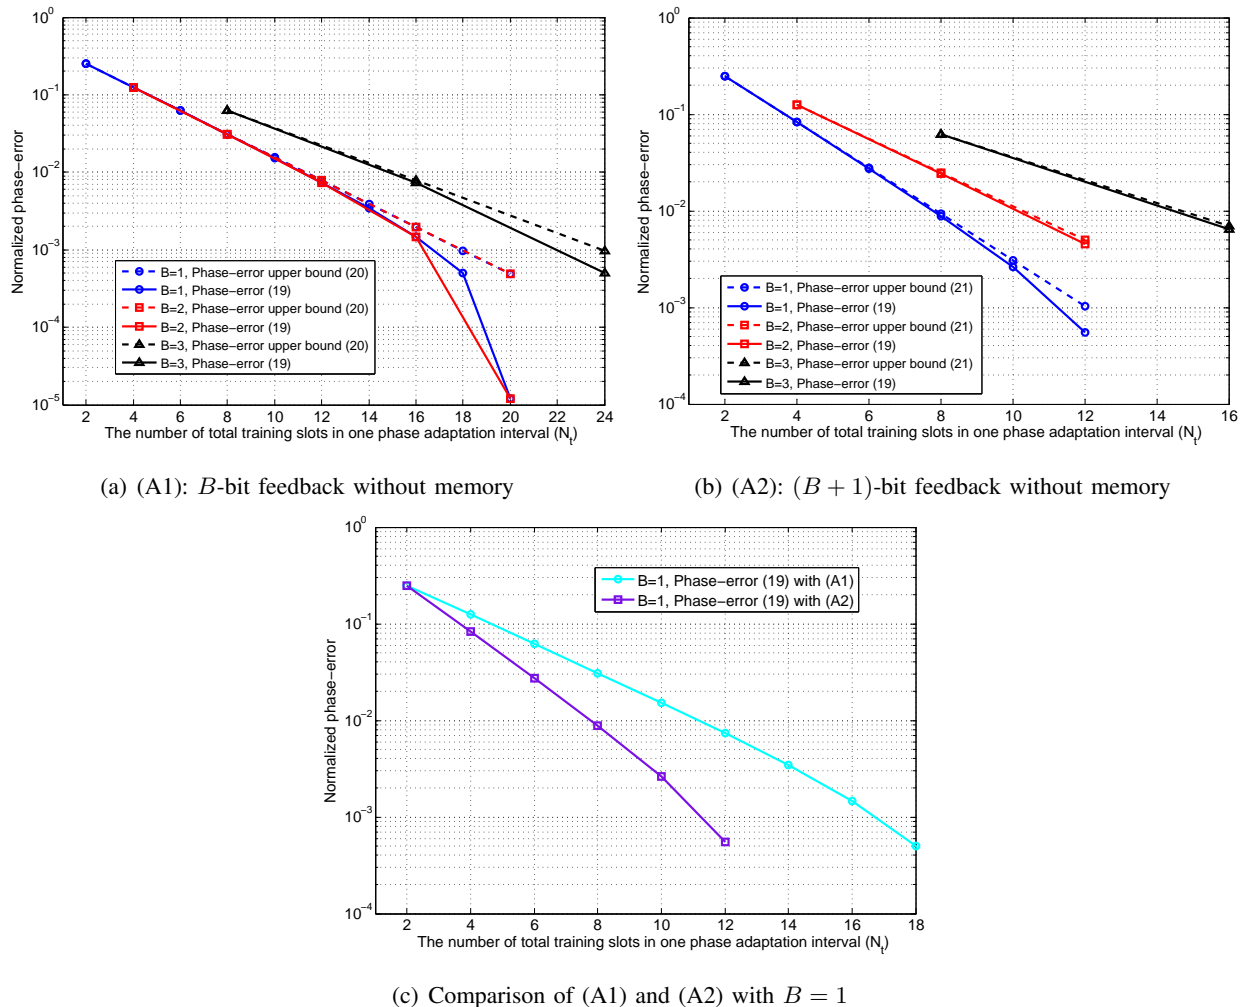 10^0
10^-1
10^-2
10^-3
10^-4
10^-5
Normalized phase−error
B=1, Phase−error upper bound (20)
B=1, Phase−error (19)
B=2, Phase−error upper bound (20)
B=2, Phase−error (19)
B=3, Phase−error upper bound (20)
B=3, Phase−error (19)
2 4 6 8 10 12 14 16 18 20 22 24
The number of total training slots in one phase adaptation interval (N_t)
(a) (A1): B-bit feedback without memory
10^0
10^-1
10^-2
10^-3
10^-4
Normalized phase−error
B=1, Phase−error upper bound (21)
B=1, Phase−error (19)
B=2, Phase−error upper bound (21)
B=2, Phase−error (19)
B=3, Phase−error upper bound (21)
B=3, Phase−error (19)
2 4 6 8 10 12 14 16
The number of total training slots in one phase adaptation interval (N_t)
(b) (A2): (B + 1)-bit feedback without memory
10^0
10^-1
10^-2
10^-3
10^-4
Normalized phase−error
B=1, Phase−error (19) with (A1)
B=1, Phase−error (19) with (A2)
2 4 6 8 10 12 14 16 18
The number of total training slots in one phase adaptation interval (N_t)
(c) Comparison of (A1) and (A2) with B = 1